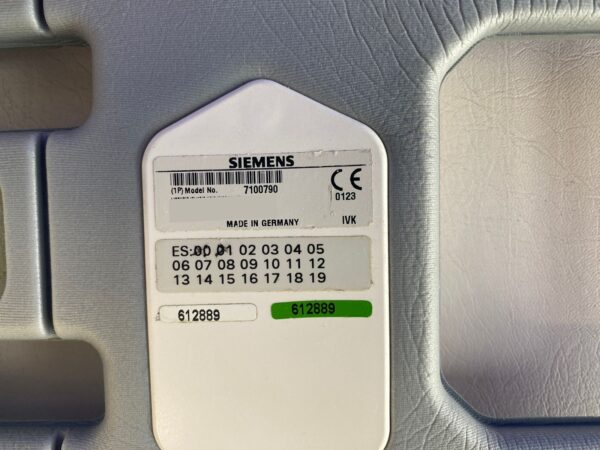 SIEMENS
(1P) Model No. 7100790
CE
0123
MADE IN GERMANY IVK
ES:00 01 02 03 04 05
06 07 08 09 10 11 12
13 14 15 16 17 18 19
612889 612889